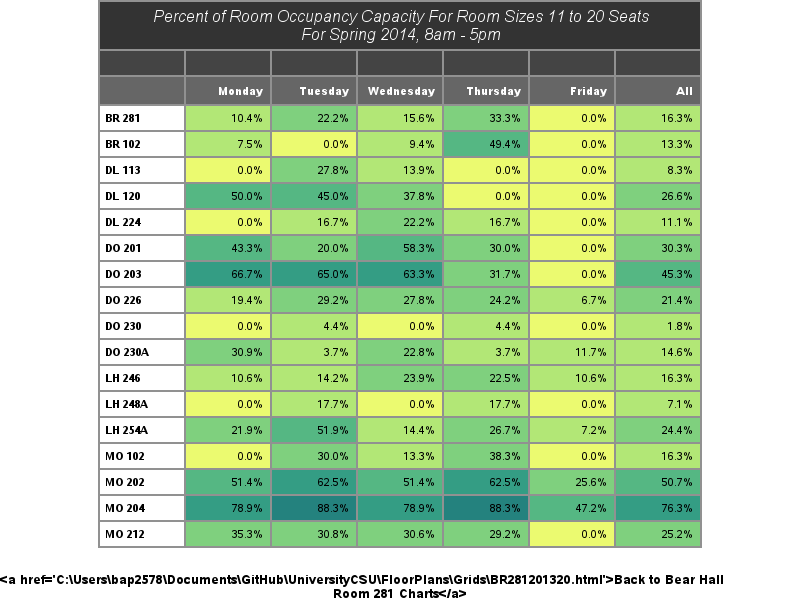 Percent of Room Occupancy Capacity For Room Sizes 11 to 20 Seats
For Spring 2014, 8am - 5pm
Monday Tuesday Wednesday Thursday Friday All
BR 281 10.4% 22.2% 15.6% 33.3% 0.0% 16.3%
BR 102 7.5% 0.0% 9.4% 49.4% 0.0% 13.3%
DL 113 0.0% 27.8% 13.9% 0.0% 0.0% 8.3%
DL 120 50.0% 45.0% 37.8% 0.0% 0.0% 26.6%
DL 224 0.0% 16.7% 22.2% 16.7% 0.0% 11.1%
DO 201 43.3% 20.0% 58.3% 30.0% 0.0% 30.3%
DO 203 66.7% 65.0% 63.3% 31.7% 0.0% 45.3%
DO 226 19.4% 29.2% 27.8% 24.2% 6.7% 21.4%
DO 230 0.0% 4.4% 0.0% 4.4% 0.0% 1.8%
DO 230A 30.9% 3.7% 22.8% 3.7% 11.7% 14.6%
LH 246 10.6% 14.2% 23.9% 22.5% 10.6% 16.3%
LH 248A 0.0% 17.7% 0.0% 17.7% 0.0% 7.1%
LH 254A 21.9% 51.9% 14.4% 26.7% 7.2% 24.4%
MO 102 0.0% 30.0% 13.3% 38.3% 0.0% 16.3%
MO 202 51.4% 62.5% 51.4% 62.5% 25.6% 50.7%
MO 204 78.9% 88.3% 78.9% 88.3% 47.2% 76.3%
MO 212 35.3% 30.8% 30.6% 29.2% 0.0% 25.2%
<a href='C:\Users\bap2578\Documents\GitHub\UniversityCSU\FloorPlans\Grids\BR281201320.html'>Back to Bear Hall
Room 281 Charts</a>